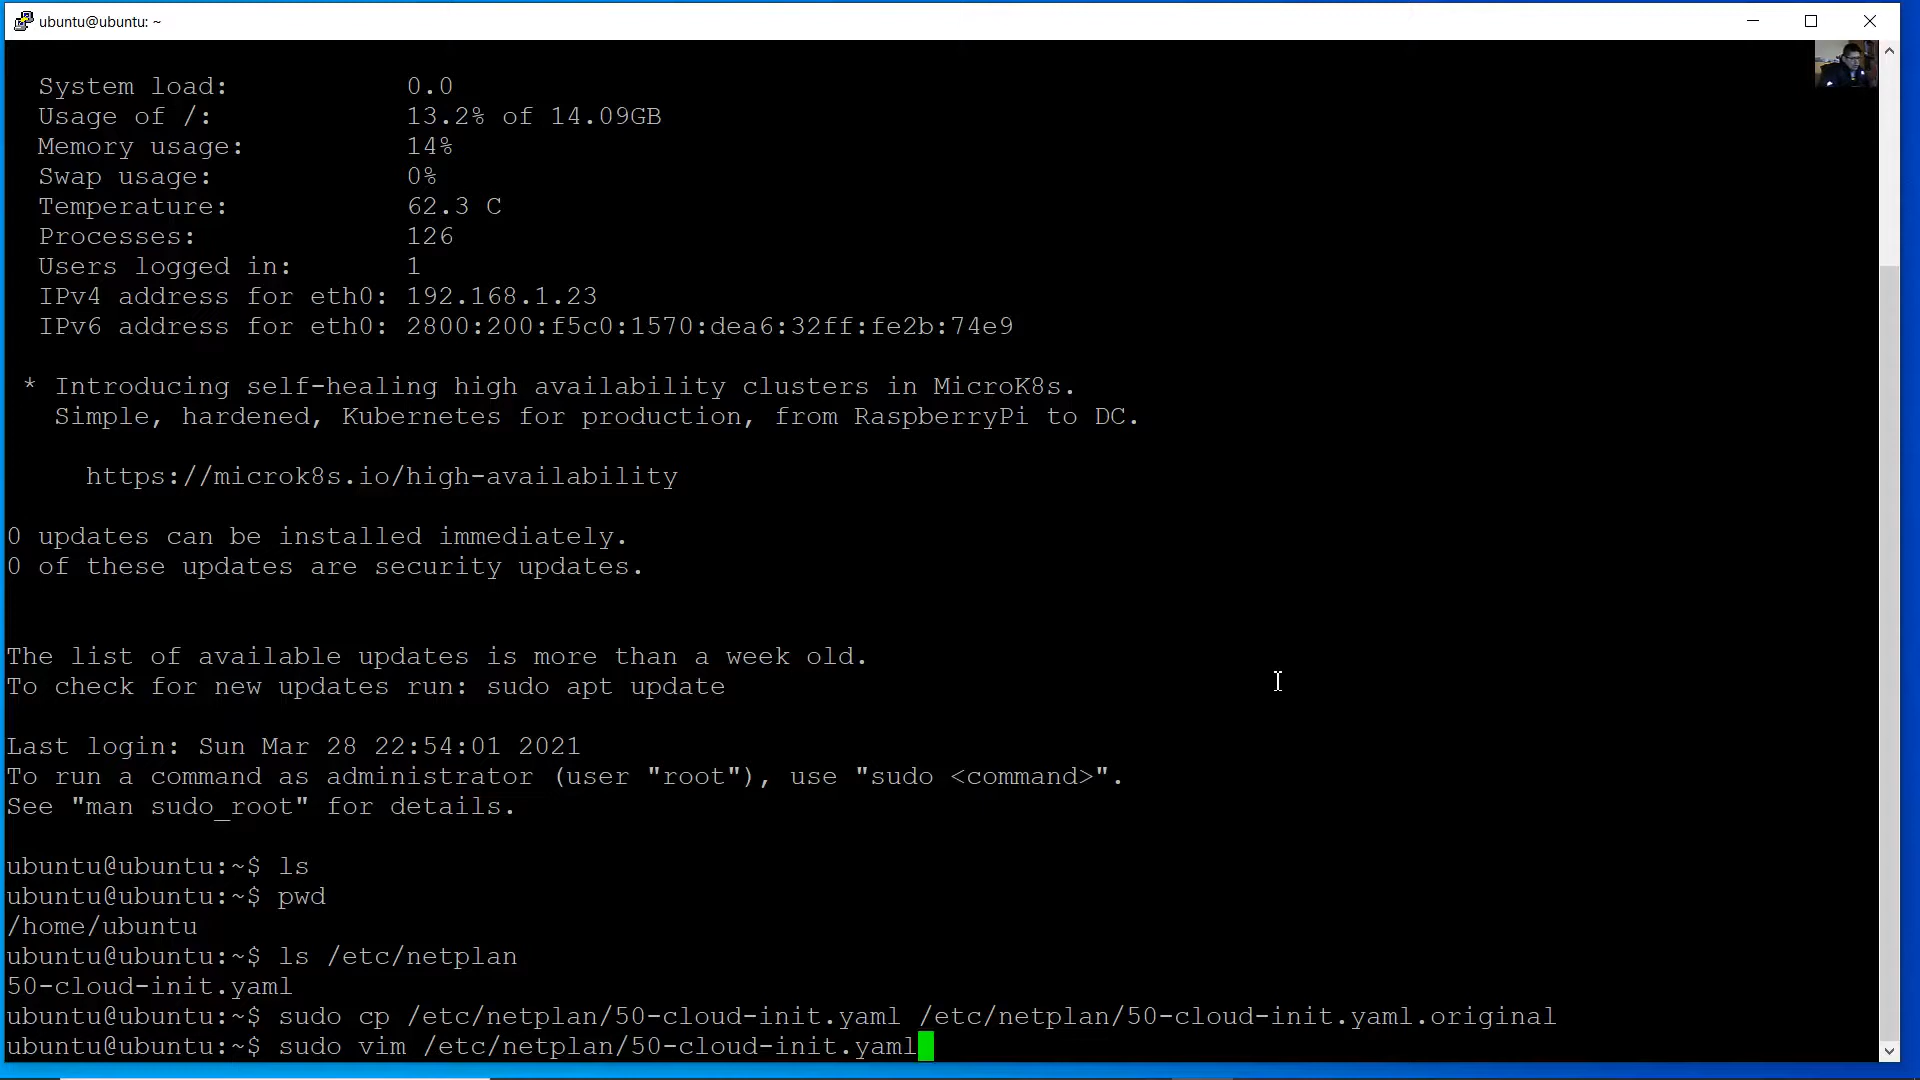 ubuntu@ubuntu: ~
System load: 0.0
Usage of /: 13.2% of 14.09GB
Memory usage: 14%
Swap usage: 0%
Temperature: 62.3 C
Processes: 126
Users logged in: 1
IPv4 address for eth0: 192.168.1.23
IPv6 address for eth0: 2800:200:f5c0:1570:dea6:32ff:fe2b:74e9
* Introducing self-healing high availability clusters in MicroK8s.
Simple, hardened, Kubernetes for production, from RaspberryPi to DC.
https://microk8s.io/high-availability
0 updates can be installed immediately.
0 of these updates are security updates.
The list of available updates is more than a week old.
To check for new updates run: sudo apt update
Last login: Sun Mar 28 22:54:01 2021
To run a command as administrator (user "root"), use "sudo <command>".
See "man sudo_root" for details.
ubuntu@ubuntu:~$ ls
ubuntu@ubuntu:~$ pwd
/home/ubuntu
ubuntu@ubuntu:~$ ls /etc/netplan
50-cloud-init.yaml
ubuntu@ubuntu:~$ sudo cp /etc/netplan/50-cloud-init.yaml /etc/netplan/50-cloud-init.yaml.original
ubuntu@ubuntu:~$ sudo vim /etc/netplan/50-cloud-init.yaml